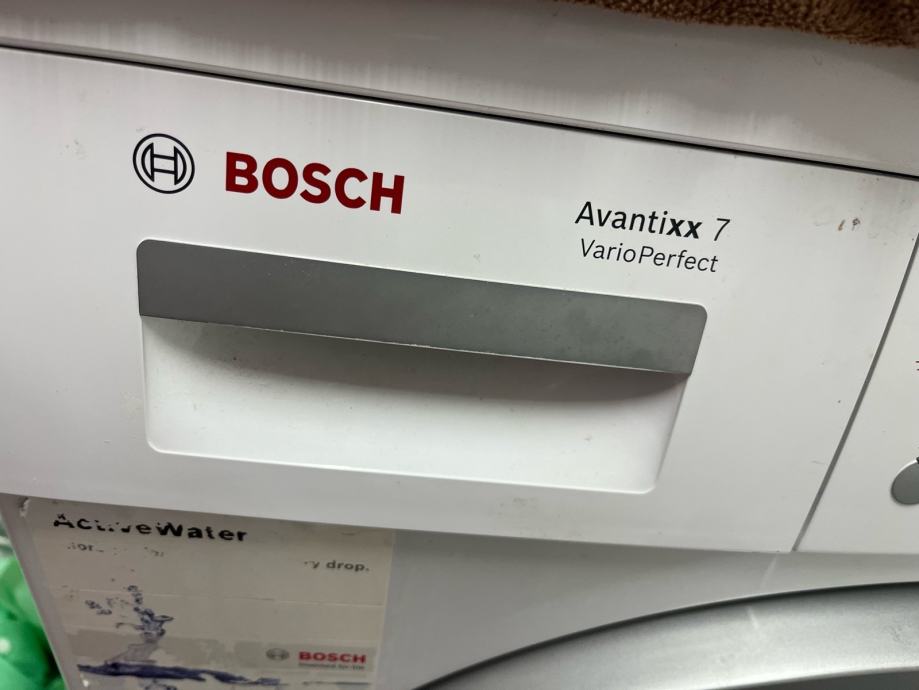 BOSCH
Avantixx 7
VarioPerfect
ActiveWater
drop.
BOSCH